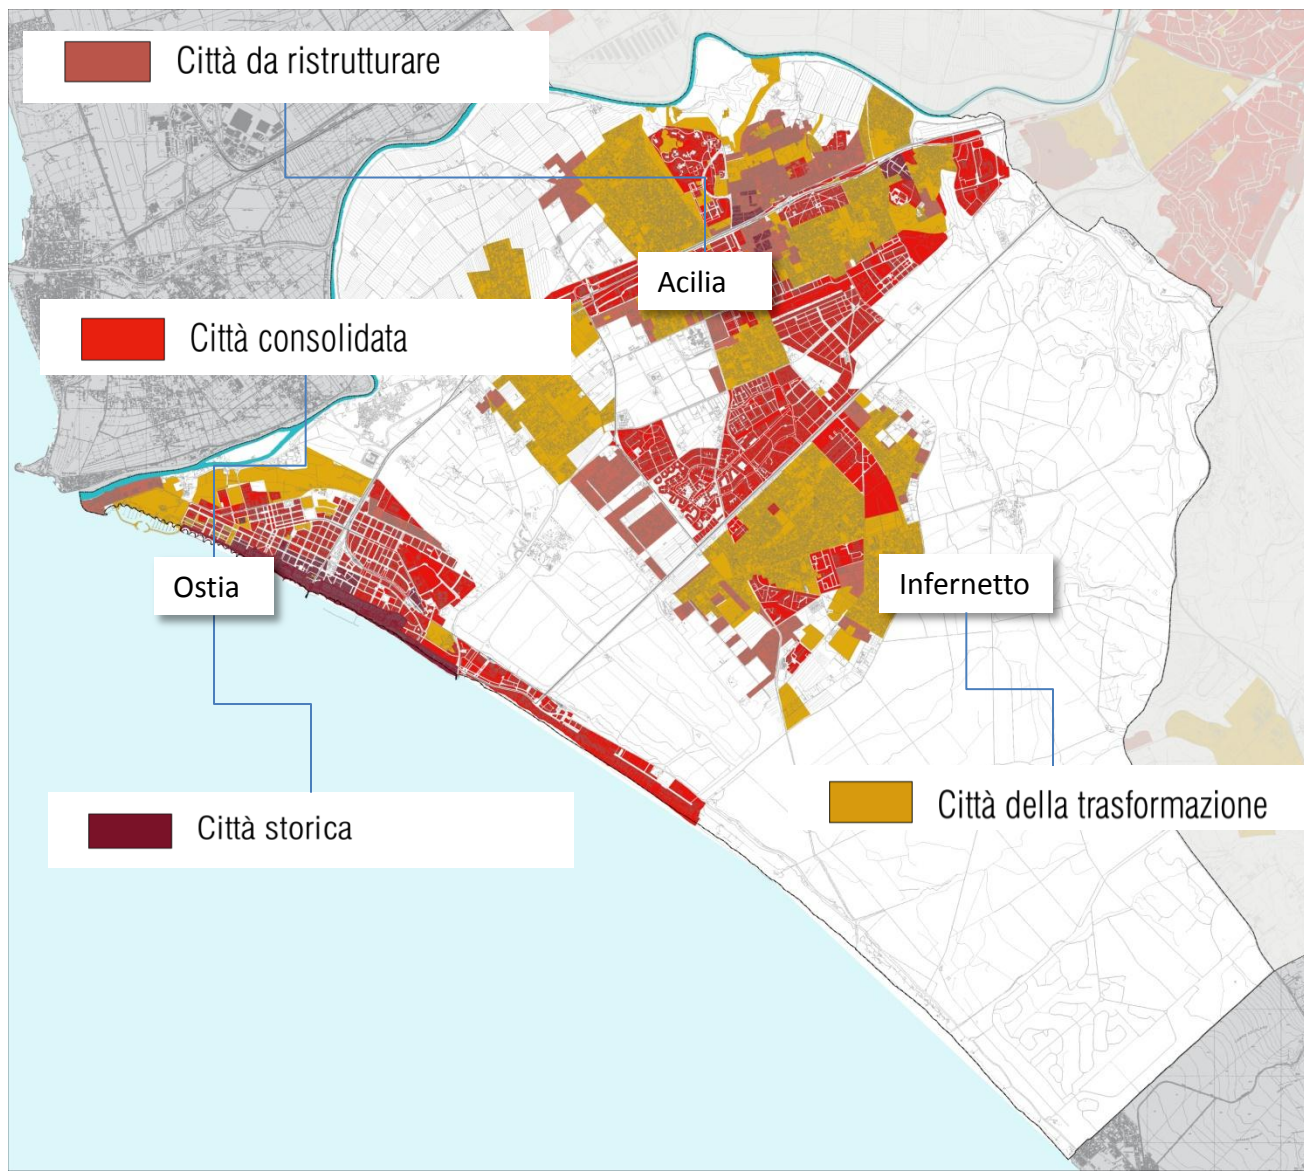 Città da ristrutturare
Acilia
Città consolidata
Ostia
Infernetto
Città della trasformazione
Città storica